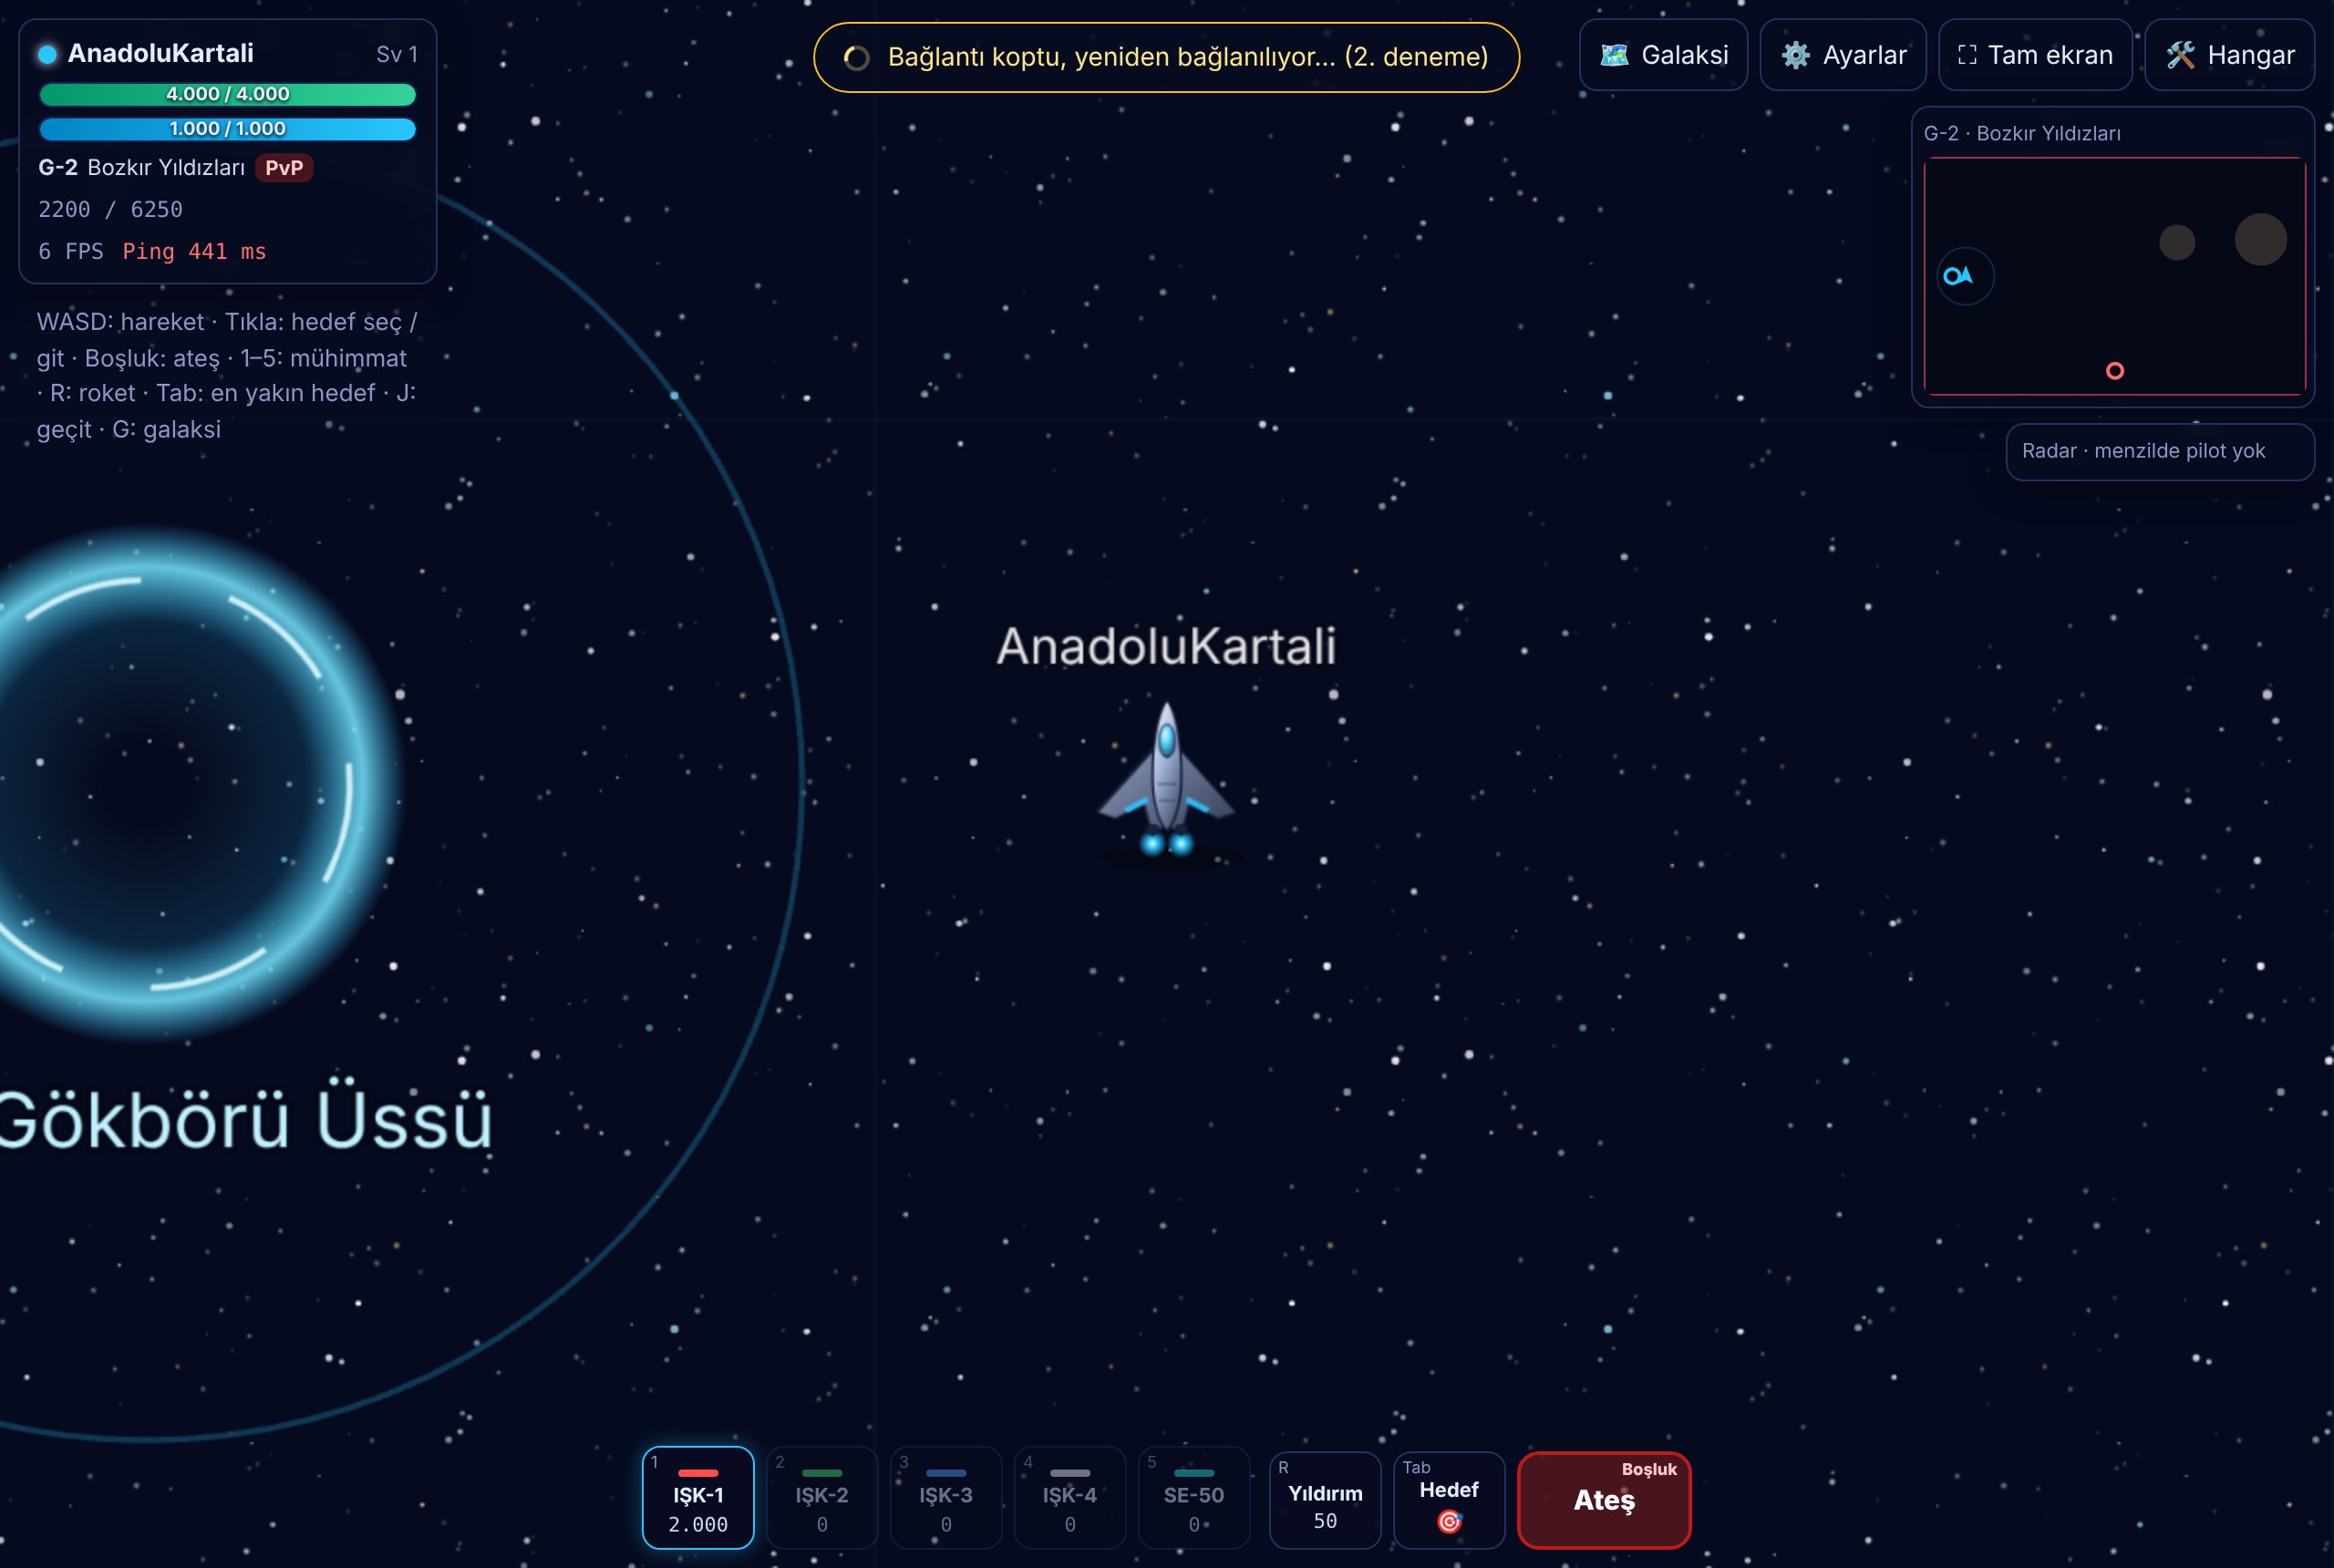 AnadoluKartali Sv 1
4.000 / 4.000
1.000 / 1.000
G-2 Bozkır Yıldızları PvP
2200 / 6250
6 FPS Ping 441 ms
WASD: hareket · Tıkla: hedef seç /
git · Boşluk: ateş · 1–5: mühimmat
· R: roket · Tab: en yakın hedef · J:
geçit · G: galaksi
Bağlantı koptu, yeniden bağlanılıyor... (2. deneme)
Galaksi
Ayarlar
Tam ekran
Hangar
G-2 · Bozkır Yıldızları
Radar · menzilde pilot yok
AnadoluKartali
Gökbörü Üssü
1
IŞK-1
2.000
2
IŞK-2
0
3
IŞK-3
0
4
IŞK-4
0
5
SE-50
0
R
Yıldırım
50
Tab
Hedef
Boşluk
Ateş